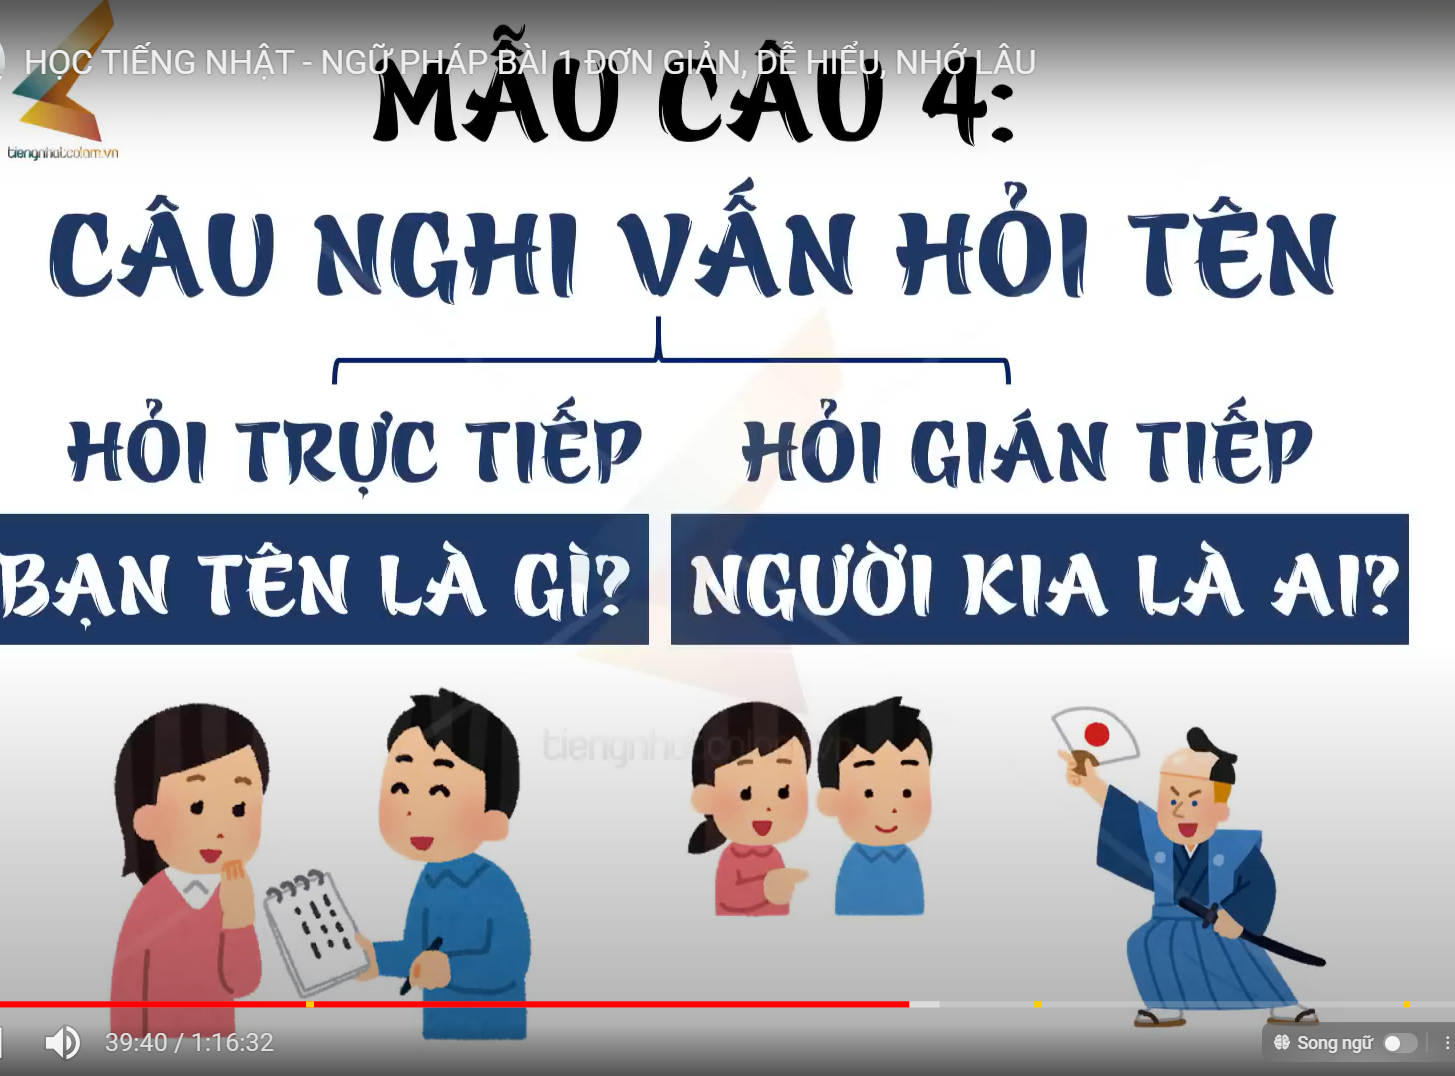 HỌC TIẾNG NHẬT - NGỮ PHÁP BÀI 1 ĐƠN GIẢN, DỄ HIỂU, NHỚ LÂU
MẪU CÂU 4:
tiengnhatcolam.vn
CÂU NGHI VẤN HỎI TÊN
HỎI TRỰC TIẾP
HỎI GIÁN TIẾP
BẠN TÊN LÀ GÌ?
NGƯỜI KIA LÀ AI?
tiengnhatcolam.vn
39:40 / 1:16:32
Song ngữ